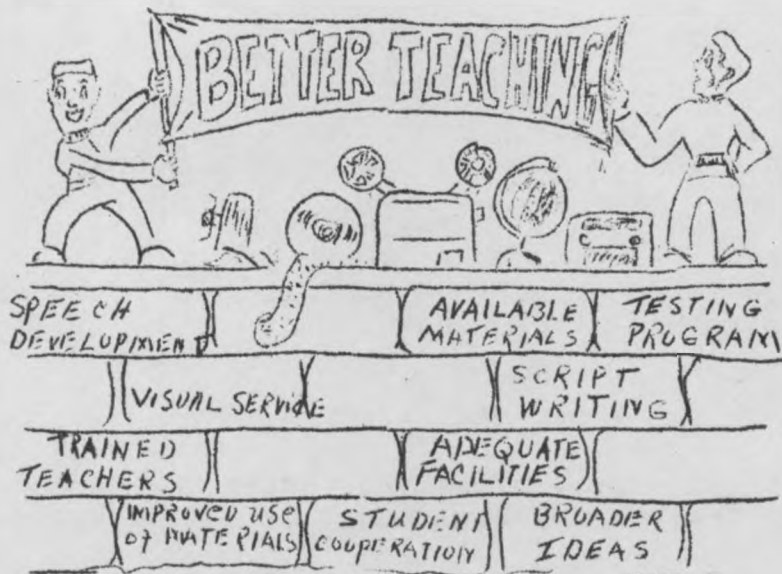 BETTER TEACHING
SPEECH
DEVELOPMENT
AVAILABLE
MATERIALS
TESTING
PROGRAM
VISUAL SERVICE
SCRIPT
WRITING
TRAINED
TEACHERS
ADEQUATE
FACILITIES
IMPROVED USE
OF MATERIALS
STUDENT
COOPERATION
BROADER
IDEAS